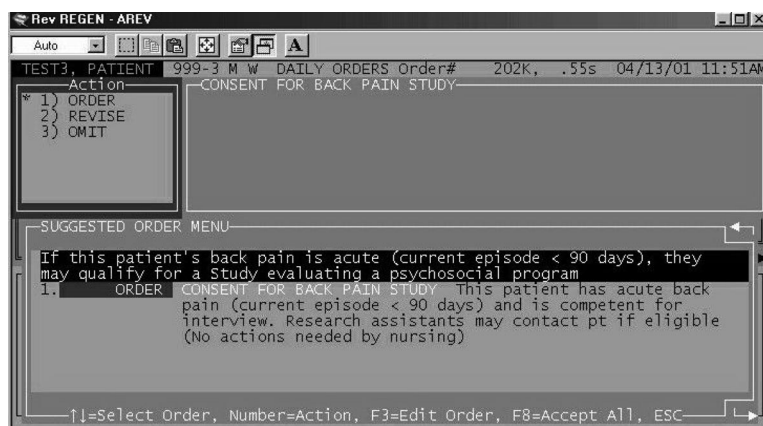 Rev REGEN - AREV
Auto
TEST3, PATIENT 999-3 M W DAILY ORDERS Order# 202K, .55s 04/13/01 11:51AM
Action
CONSENT FOR BACK PAIN STUDY
* 1) ORDER
2) REVISE
3) OMIT
SUGGESTED ORDER MENU
If this patient's back pain is acute (current episode < 90 days), they
may qualify for a Study evaluating a psychosocial program
1. ORDER CONSENT FOR BACK PAIN STUDY This patient has acute back
pain (current episode < 90 days) and is competent for
interview. Research assistants may contact pt if eligible
(No actions needed by nursing)
↑↓=Select Order, Number=Action, F3=Edit Order, F8=Accept All, ESC